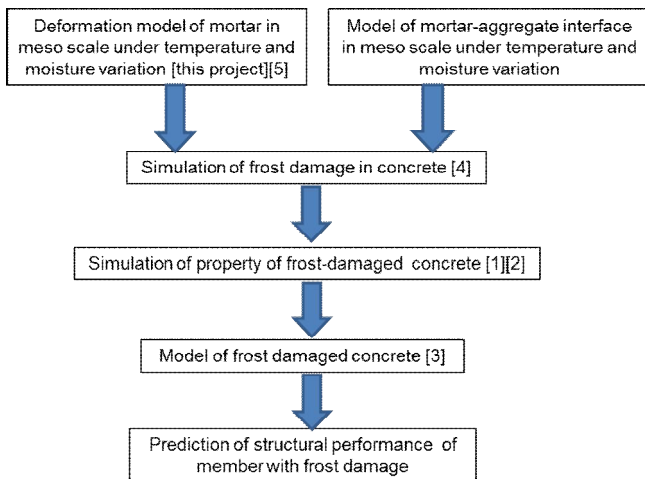 Deformation model of mortar in
meso scale under temperature and
moisture variation [this project][5]
Model of mortar-aggregate interface
in meso scale under temperature and
moisture variation
Simulation of frost damage in concrete [4]
Simulation of property of frost-damaged concrete [1][2]
Model of frost damaged concrete [3]
Prediction of structural performance of
member with frost damage